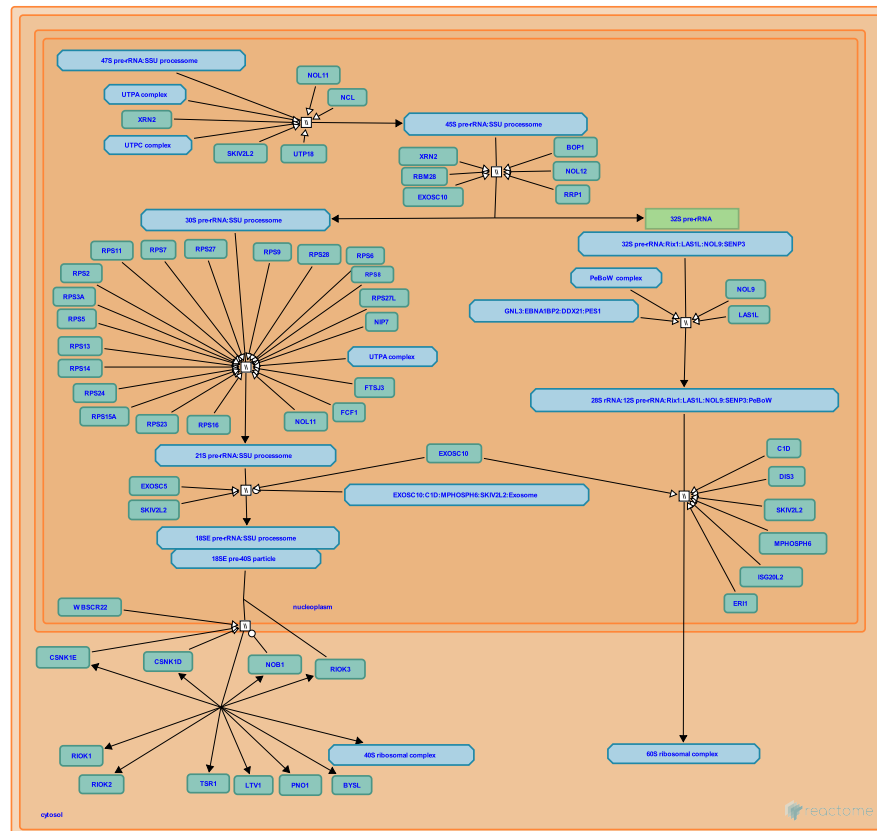 47S pre-rRNA:SSU processome
NOL11
UTPA complex
NCL
XRN2
45S pre-rRNA:SSU processome
UTPC complex
SKIV2L2
UTP18
BOP1
XRN2
NOL12
RBM28
EXOSC10
RRP1
30S pre-rRNA:SSU processome
32S pre-rRNA
32S pre-rRNA:Rix1:LAS1L:NOL9:SENP3
RPS11
RPS7
RPS27
RPS9
RPS28
RPS6
RPS2
RPS8
PeBoW complex
NOL9
RPS3A
RPS27L
GNL3:EBNA1BP2:DDX21:PES1
LAS1L
RPS5
NIP7
RPS13
UTPA complex
RPS14
FTSJ3
RPS24
28S rRNA:12S pre-rRNA:Rix1:LAS1L:NOL9:SENP3:PeBoW
RPS15A
FCF1
RPS23
RPS16
NOL11
21S pre-rRNA:SSU processome
EXOSC10
C1D
DIS3
EXOSC5
EXOSC10:C1D:MPHOSPH6:SKIV2L2:Exosome
SKIV2L2
SKIV2L2
18SE pre-rRNA:SSU processome
MPHOSPH6
18SE pre-40S particle
ISG20L2
ERI1
WBSCR22
nucleoplasm
CSNK1E
CSNK1D
NOB1
RIOK3
RIOK1
40S ribosomal complex
60S ribosomal complex
RIOK2
TSR1
LTV1
PNO1
BYSL
cytosol
reactome